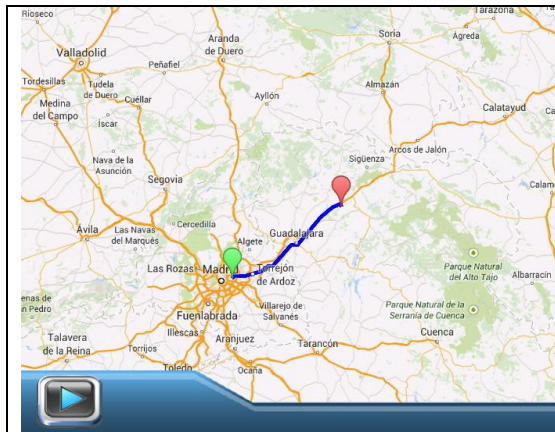 Rioseco
Tarazona
Soria
Aranda
de Duero
Ágreda
Valladolid
Peñafiel
Tordesillas
Tudela
de Duero
Cuéllar
Ayllón
Almazán
Medina
del Campo
Íscar
Calatayud
Arcos de Jalón
Nava de la
Asunción
Sigüenza
Segovia
Calam
Ávila
Las Navas
del Marqués
Cercedilla
Algete
Guadalajara
Las Rozas
Madrid
Torrejón
de Ardoz
Parque Natural
del Alto Tajo
Albarracín
enas de
n Pedro
Fuenlabrada
Villarejo de
Salvanés
Parque Natural de la
Serranía de Cuenca
Illescas
Talavera
de la Reina
Torrijos
Aranjuez
Tarancón
Cuenca
Toledo
Ocaña